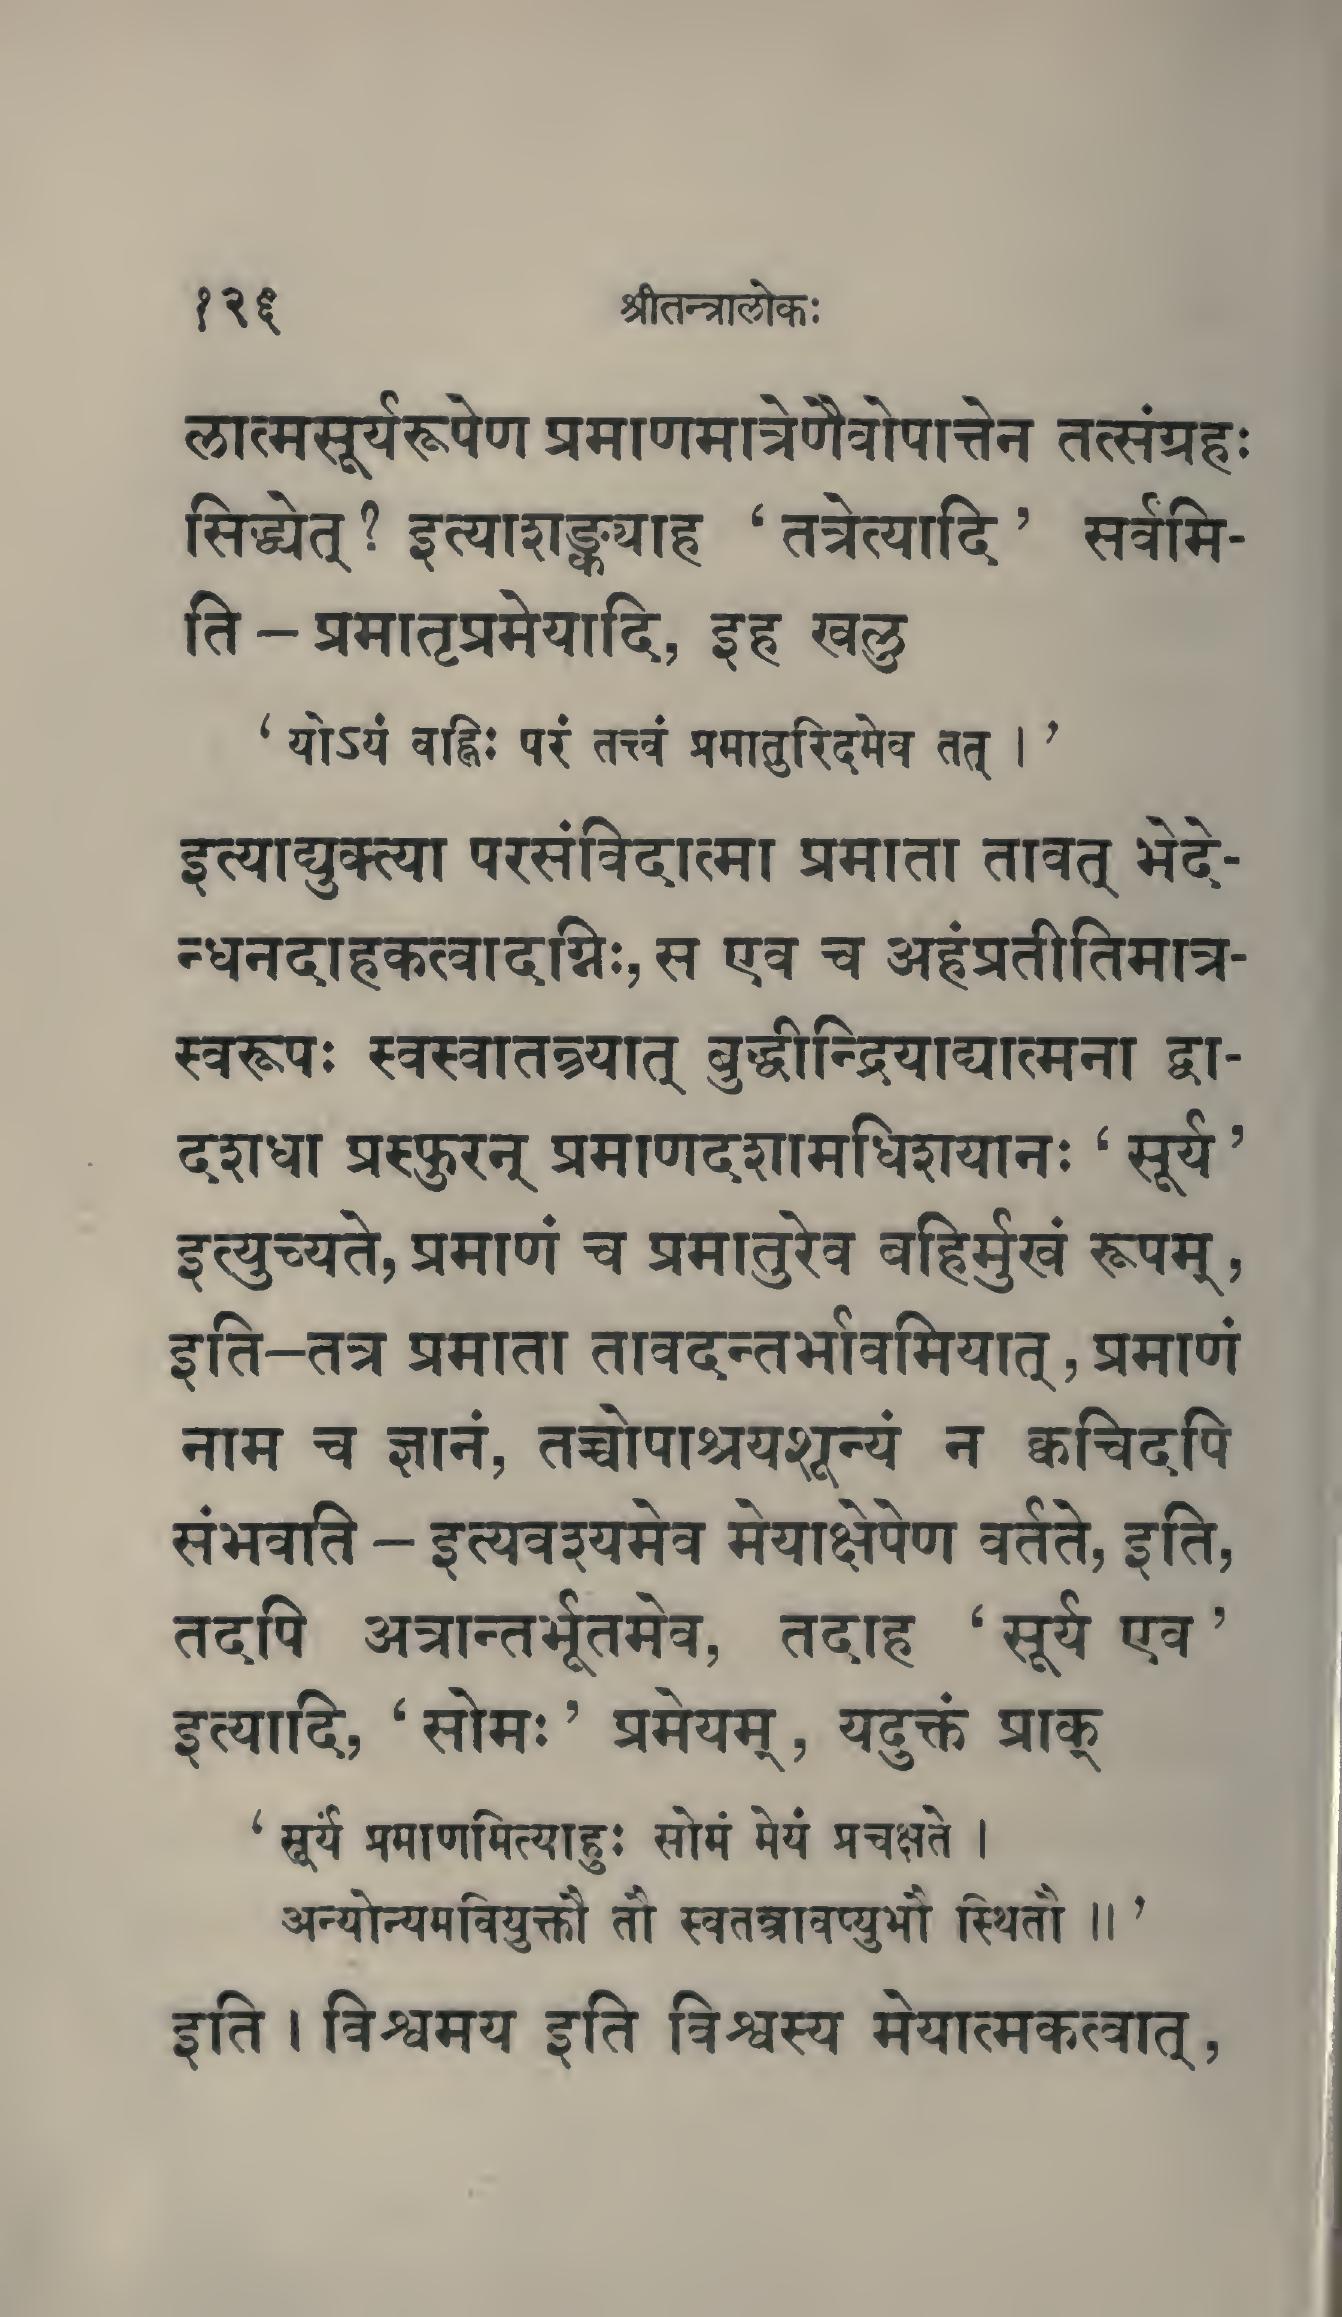 १२६ श्रीतन्त्रालोकः
लात्मसूर्यरूपेण प्रमाणमात्रेणैवोपात्तेन तत्संग्रहः
सिद्ध्येत् ? इत्याशङ्क्याह ‘ तत्रेत्यादि ’ सर्वमि-
ति – प्रमातृप्रमेयादि, इह खलु
‘ योऽयं वह्निः परं तत्त्वं प्रमातुरिदमेव तत् । ’
इत्याद्युक्त्या परसंविदात्मा प्रमाता तावत् भेदे-
न्धनदाहकत्वादग्निः, स एव च अहंप्रतीतिमात्र-
स्वरूपः स्वस्वातन्त्र्यात् बुद्धीन्द्रियाद्यात्मना द्वा-
दशधा प्रस्फुरन् प्रमाणदशामधिशयानः ‘ सूर्य ’
इत्युच्यते, प्रमाणं च प्रमातुरेव बहिर्मुखं रूपम् ,
इति–तत्र प्रमाता तावदन्तर्भावमियात् , प्रमाणं
नाम च ज्ञानं, तच्चोपाश्रयशून्यं न क्वचिदपि
संभवाति – इत्यवश्यमेव मेयाक्षेपेण वर्तते, इति,
तदपि अत्रान्तर्भूतमेव, तदाह ‘ सूर्य एव ’
इत्यादि, ‘ सोमः ’ प्रमेयम् , यदुक्तं प्राक्
‘ सूर्यं प्रमाणमित्याहुः सोमं मेयं प्रचक्षते ।
अन्योन्यमवियुक्तौ तौ स्वतन्त्रावप्युभौ स्थितौ ॥ ’
इति । विश्वमय इति विश्वस्य मेयात्मकत्वात् ,